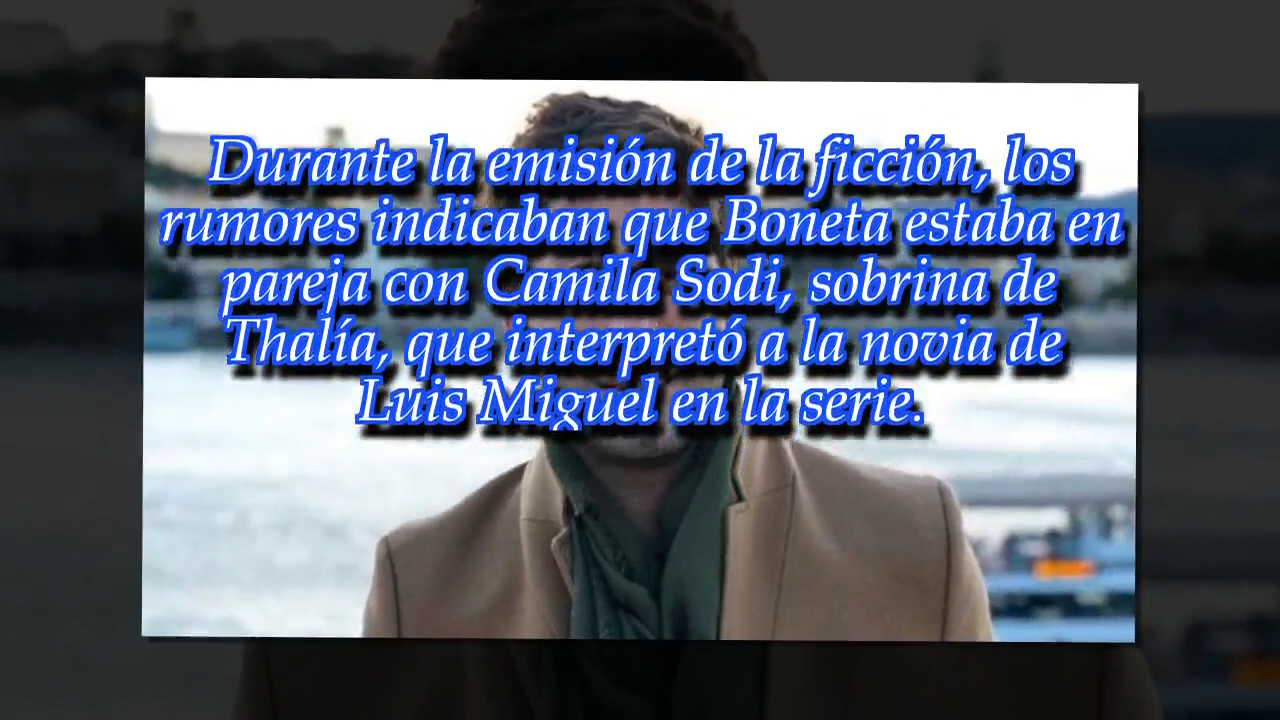 Durante la emisión de la ficción, los
rumores indicaban que Boneta estaba en
pareja con Camila Sodi, sobrina de
Thalía, que interpretó a la novia de
Luis Miguel en la serie.